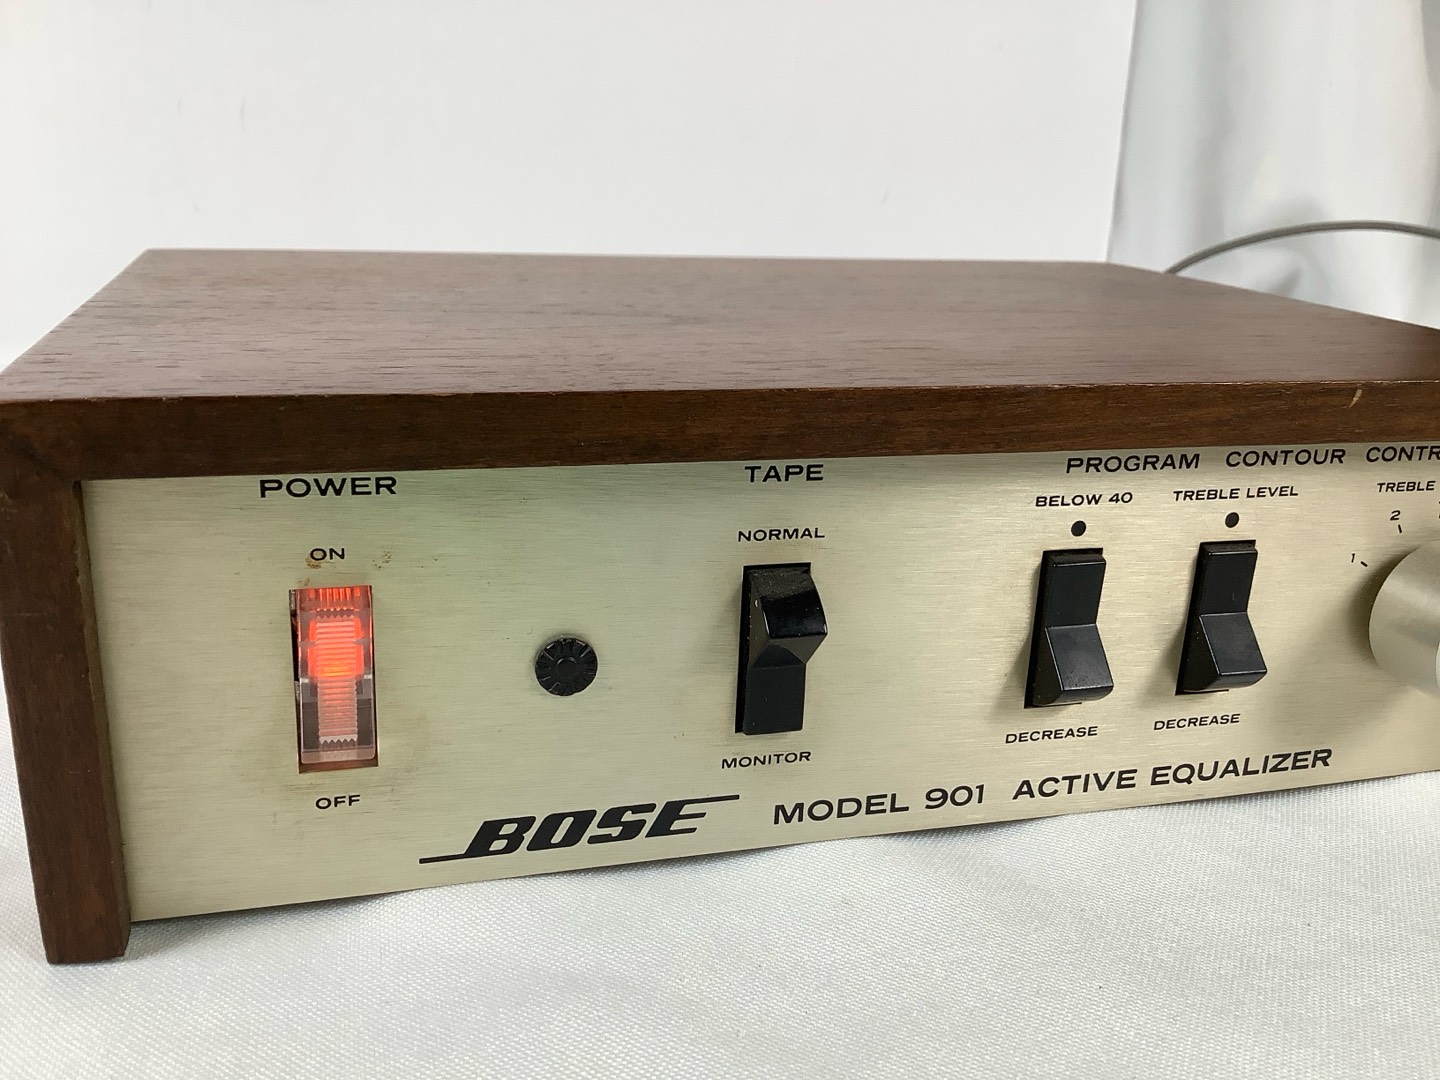 POWER
ON
OFF
TAPE
NORMAL
MONITOR
PROGRAM CONTOUR CONTR
BELOW 40
DECREASE
TREBLE LEVEL
DECREASE
TREBLE
2
1
BOSE MODEL 901 ACTIVE EQUALIZER